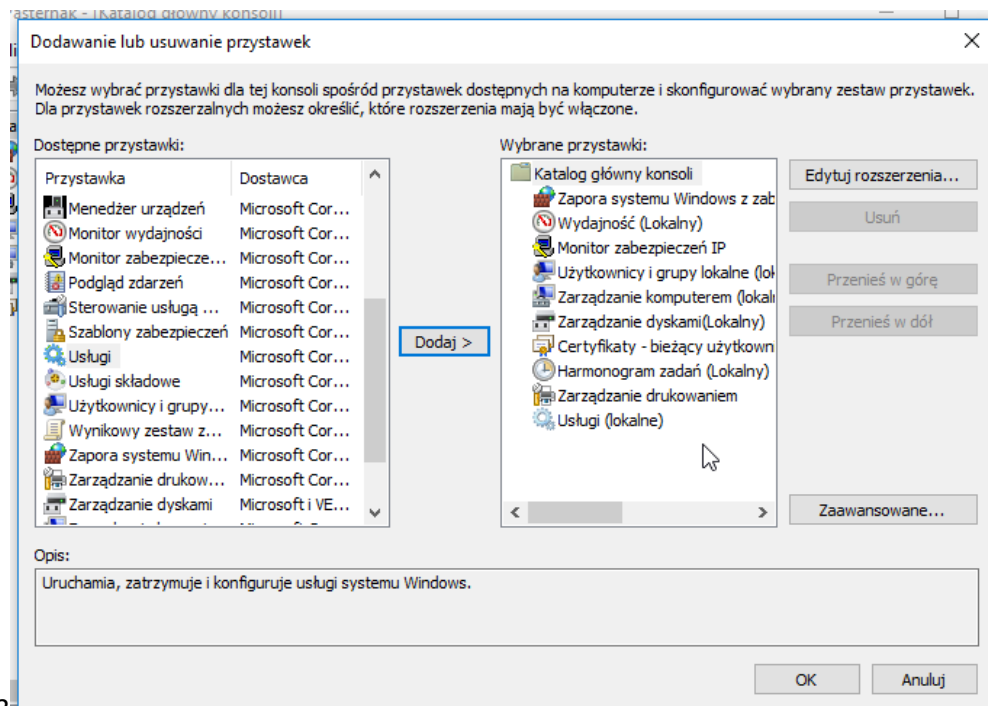 asternak - [Katalog główny konsoli]
Dodawanie lub usuwanie przystawek
Możesz wybrać przystawki dla tej konsoli spośród przystawek dostępnych na komputerze i skonfigurować wybrany zestaw przystawek.
Dla przystawek rozszerzalnych możesz określić, które rozszerzenia mają być włączone.
Dostępne przystawki:
Przystawka Dostawca
Menedżer urządzeń Microsoft Cor...
Monitor wydajności Microsoft Cor...
Monitor zabezpiecze... Microsoft Cor...
Podgląd zdarzeń Microsoft Cor...
Sterowanie usługą ... Microsoft Cor...
Szablony zabezpieczeń Microsoft Cor...
Usługi Microsoft Cor...
Usługi składowe Microsoft Cor...
Użytkownicy i grupy... Microsoft Cor...
Wynikowy zestaw z... Microsoft Cor...
Zapora systemu Win... Microsoft Cor...
Zarządzanie drukow... Microsoft Cor...
Zarządzanie dyskami Microsoft i VE...
Dodaj >
Wybrane przystawki:
Katalog główny konsoli
Zapora systemu Windows z zab
Wydajność (Lokalny)
Monitor zabezpieczeń IP
Użytkownicy i grupy lokalne (lok
Zarządzanie komputerem (lokaln
Zarządzanie dyskami(Lokalny)
Certyfikaty - bieżący użytkown
Harmonogram zadań (Lokalny)
Zarządzanie drukowaniem
Usługi (lokalne)
Edytuj rozszerzenia...
Usuń
Przenieś w górę
Przenieś w dół
Zaawansowane...
Opis:
Uruchamia, zatrzymuje i konfiguruje usługi systemu Windows.
OK
Anuluj